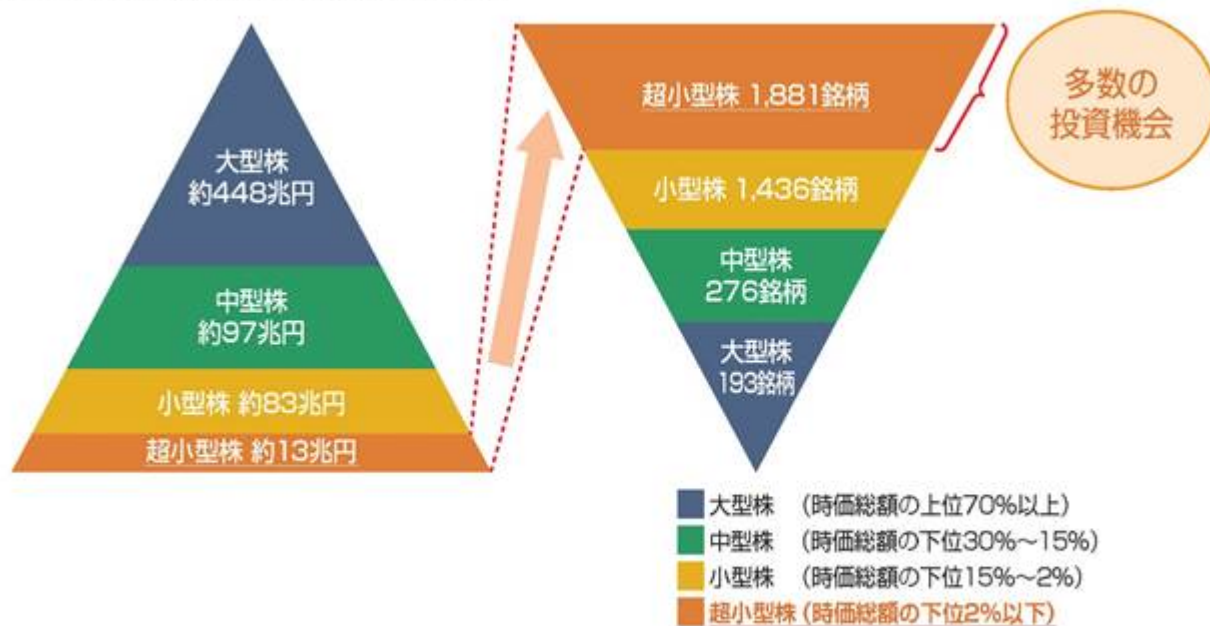 大型株
約448兆円
中型株
約97兆円
小型株 約83兆円
超小型株 約13兆円
超小型株 1,881銘柄
小型株 1,436銘柄
中型株
276銘柄
大型株
193銘柄
多数の
投資機会
大型株 （時価総額の上位70%以上）
中型株 （時価総額の下位30%～15%）
小型株 （時価総額の下位15%～2%）
超小型株 （時価総額の下位2%以下）